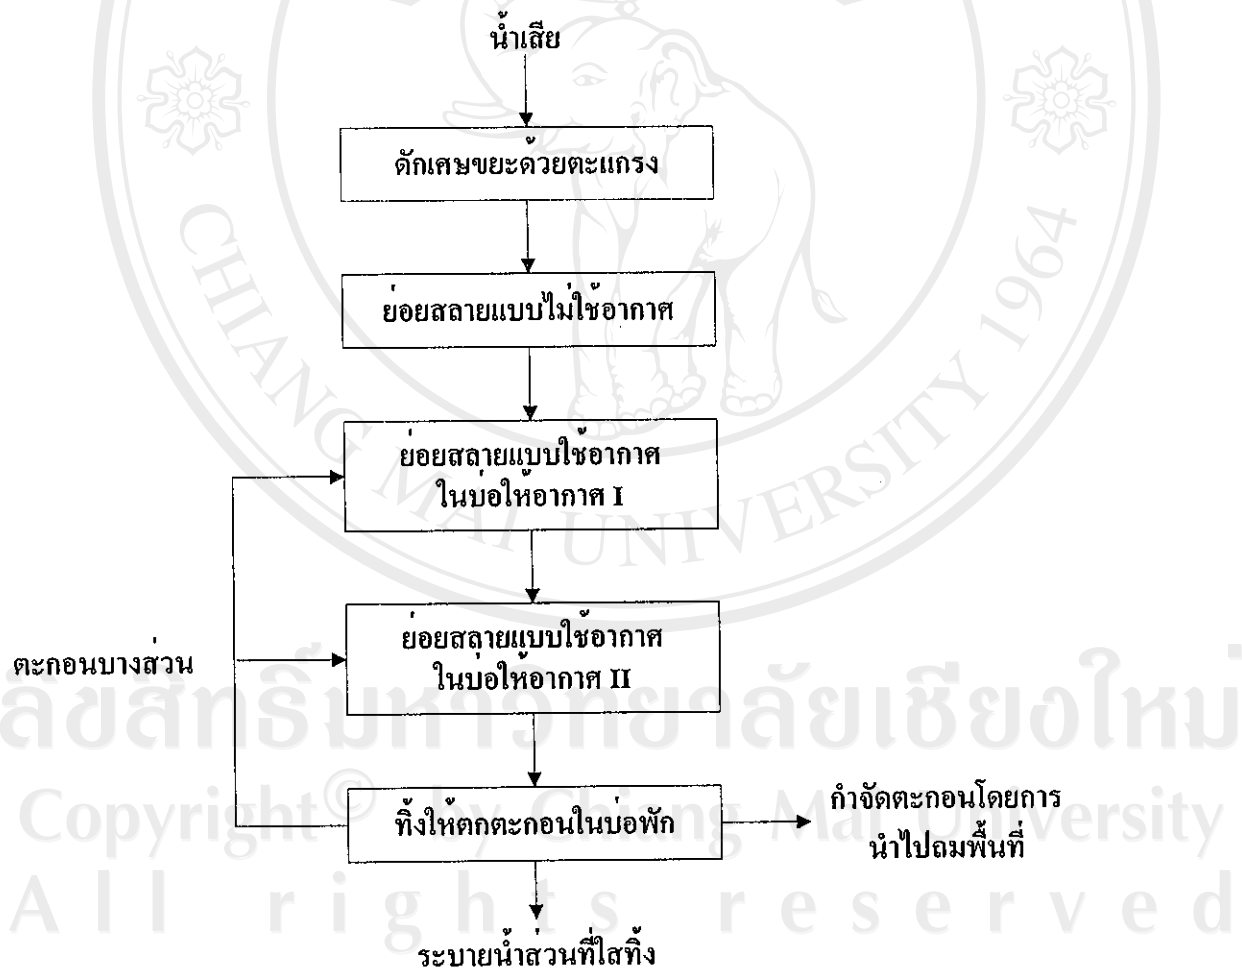 น้ำเสีย
ดักเศษขยะด้วยตะแกรง
ย่อยสลายแบบไม่ใช้อากาศ
ย่อยสลายแบบใช้อากาศ
ในบ่อให้อากาศ I
ย่อยสลายแบบใช้อากาศ
ในบ่อให้อากาศ II
ตะกอนบางส่วน
ทิ้งให้ตกตะกอนในบ่อพัก
กำจัดตะกอนโดยการ
นำไปถมพื้นที่
ระบายน้ำส่วนที่ใสทิ้ง
CHIANG MAI UNIVERSITY 1964
ลิขสิทธิ์มหาวิทยาลัยเชียงใหม่
Copyright © by Chiang Mai University
All rights reserved